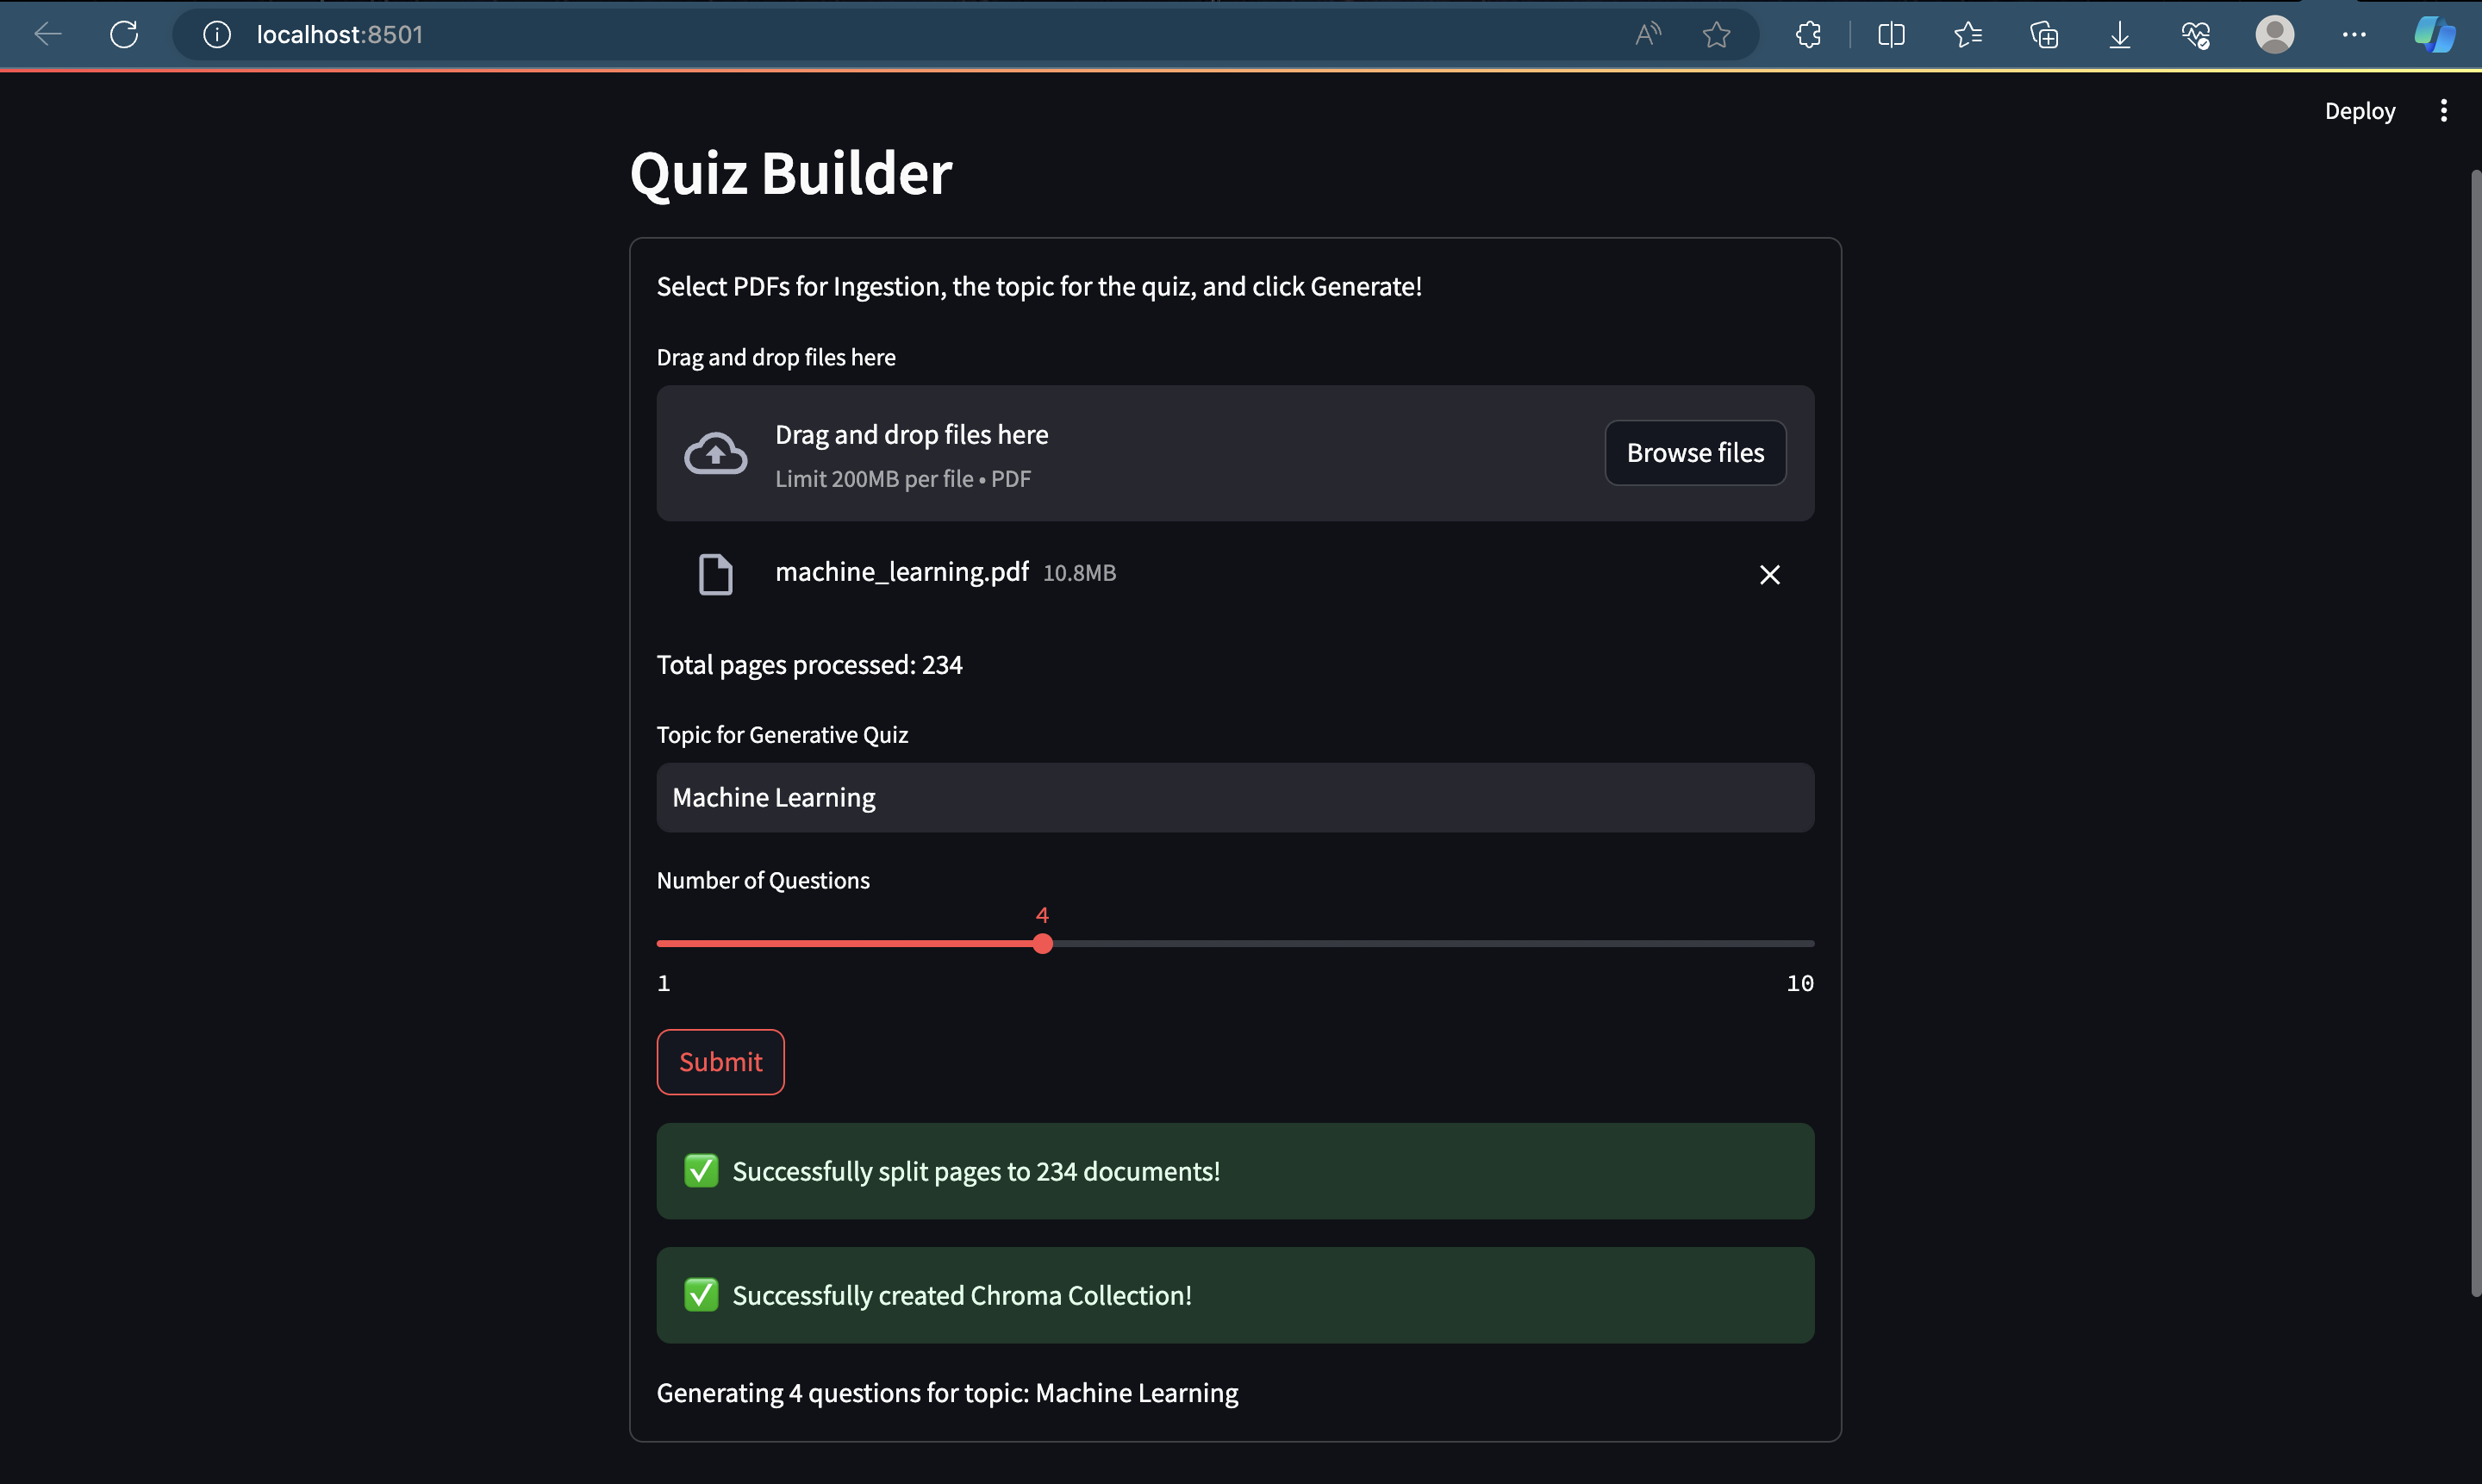 localhost:8501
Deploy
Quiz Builder
Select PDFs for Ingestion, the topic for the quiz, and click Generate!
Drag and drop files here
Drag and drop files here
Limit 200MB per file • PDF
Browse files
machine_learning.pdf 10.8MB
Total pages processed: 234
Topic for Generative Quiz
Machine Learning
Number of Questions
4
1
10
Submit
✅ Successfully split pages to 234 documents!
✅ Successfully created Chroma Collection!
Generating 4 questions for topic: Machine Learning